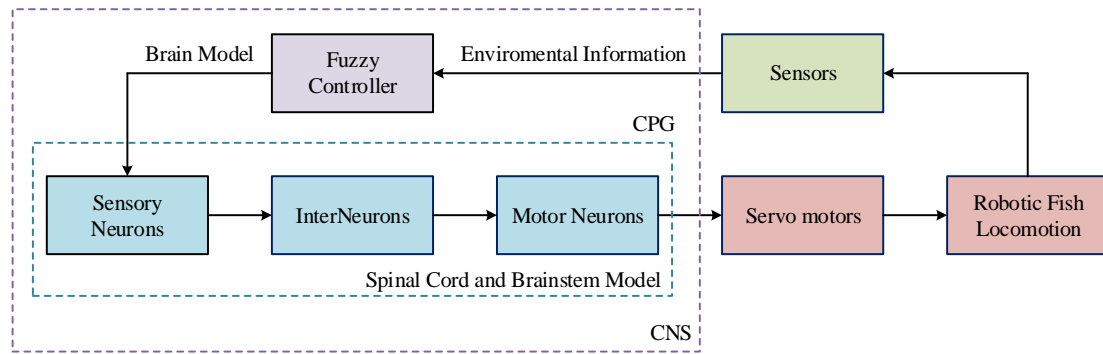 Brain Model
Fuzzy
Controller
Enviromental Information
Sensors
CPG
Sensory
Neurons
InterNeurons
Motor Neurons
Servo motors
Robotic Fish
Locomotion
Spinal Cord and Brainstem Model
CNS